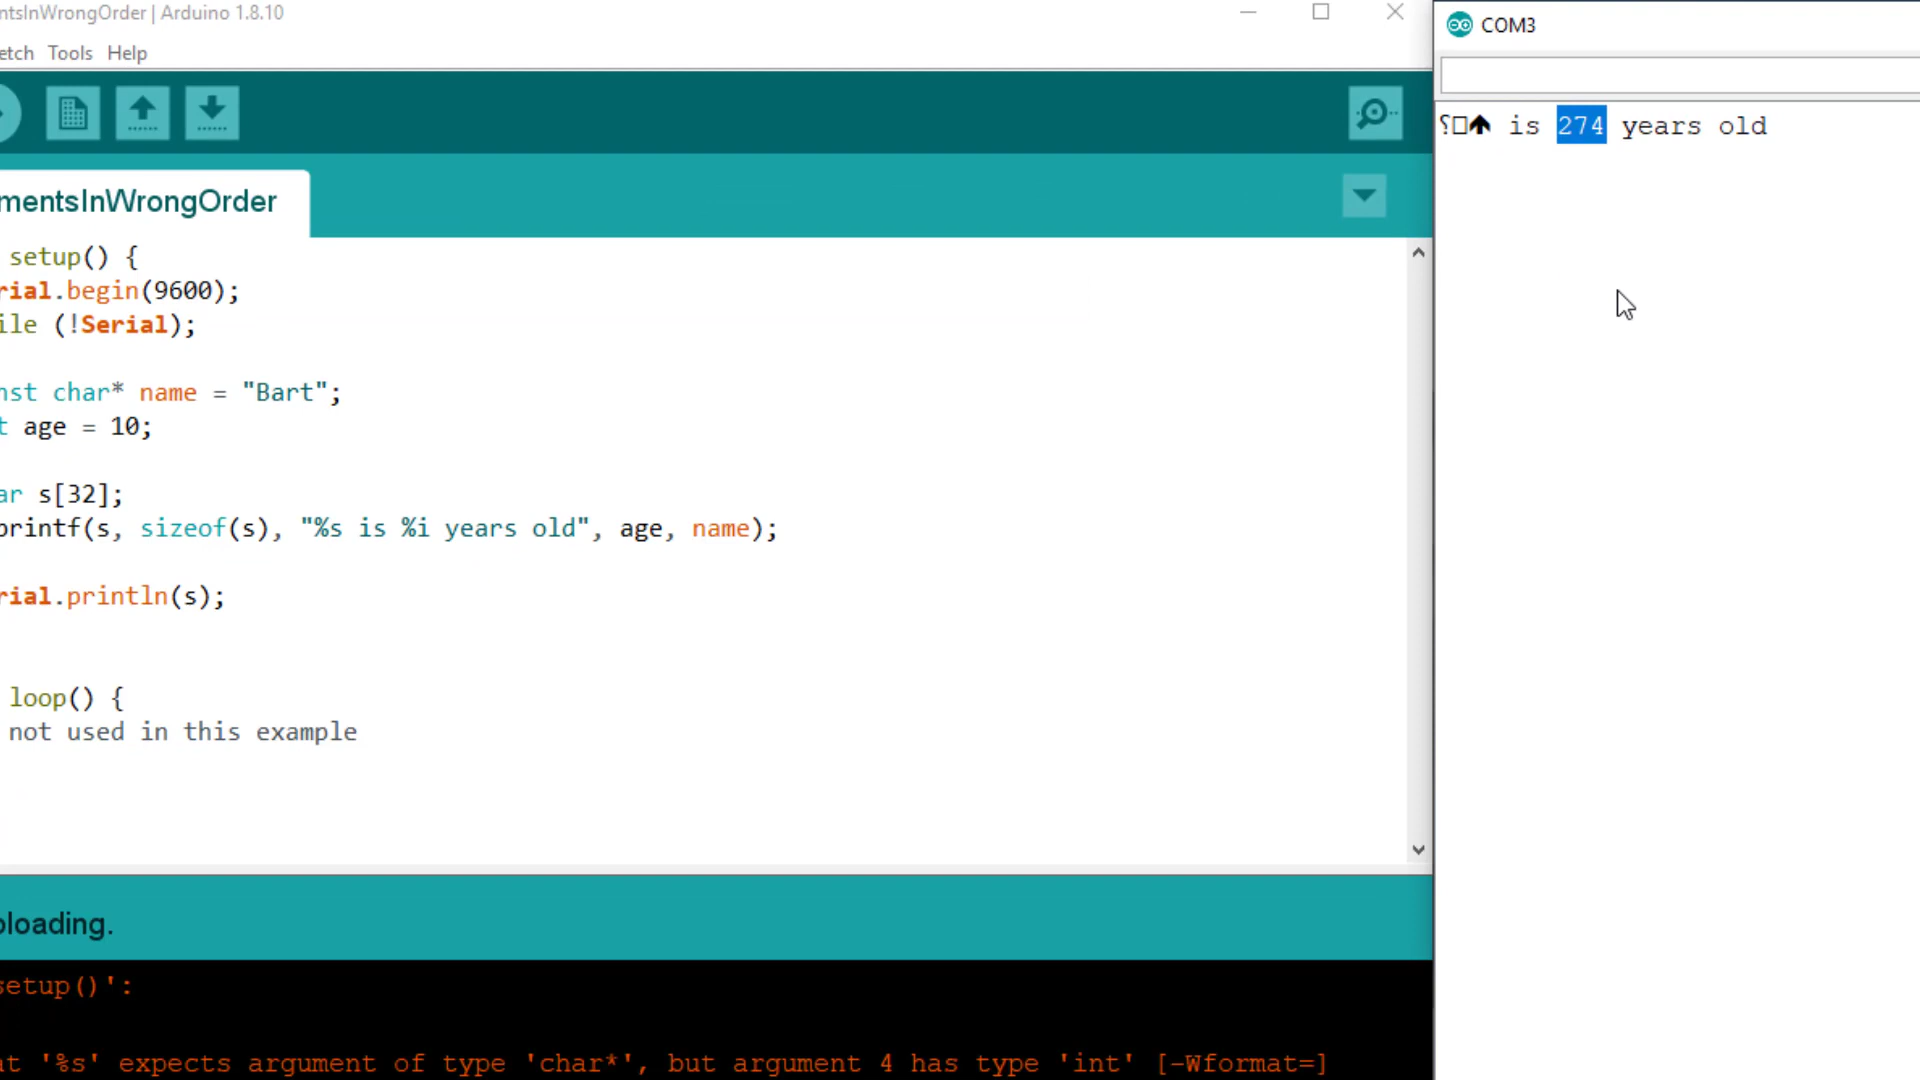 ntsInWrongOrder | Arduino 1.8.10
etch Tools Help
mentsInWrongOrder
setup() {
rial.begin(9600);
ile (!Serial);
nst char* name = "Bart";
t age = 10;
ar s[32];
printf(s, sizeof(s), "%s is %i years old", age, name);
rial.println(s);
loop() {
not used in this example
ploading.
setup()':
at '%s' expects argument of type 'char*', but argument 4 has type 'int' [-Wformat=]
COM3
is 274 years old